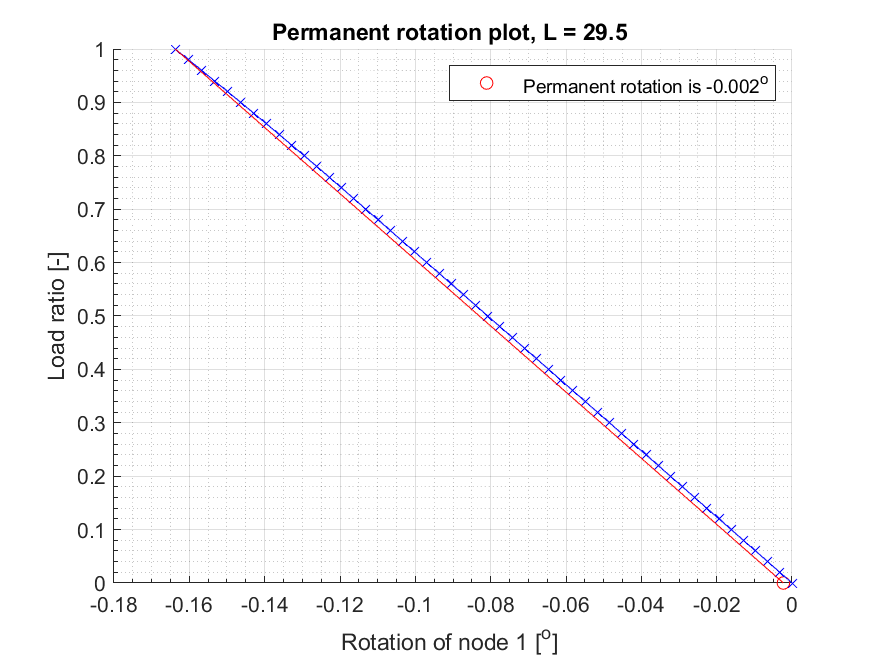 Permanent rotation plot, L = 29.5
Permanent rotation is -0.002°
Load ratio [-]
1
0.9
0.8
0.7
0.6
0.5
0.4
0.3
0.2
0.1
0
-0.18 -0.16 -0.14 -0.12 -0.1 -0.08 -0.06 -0.04 -0.02 0
Rotation of node 1 [°]